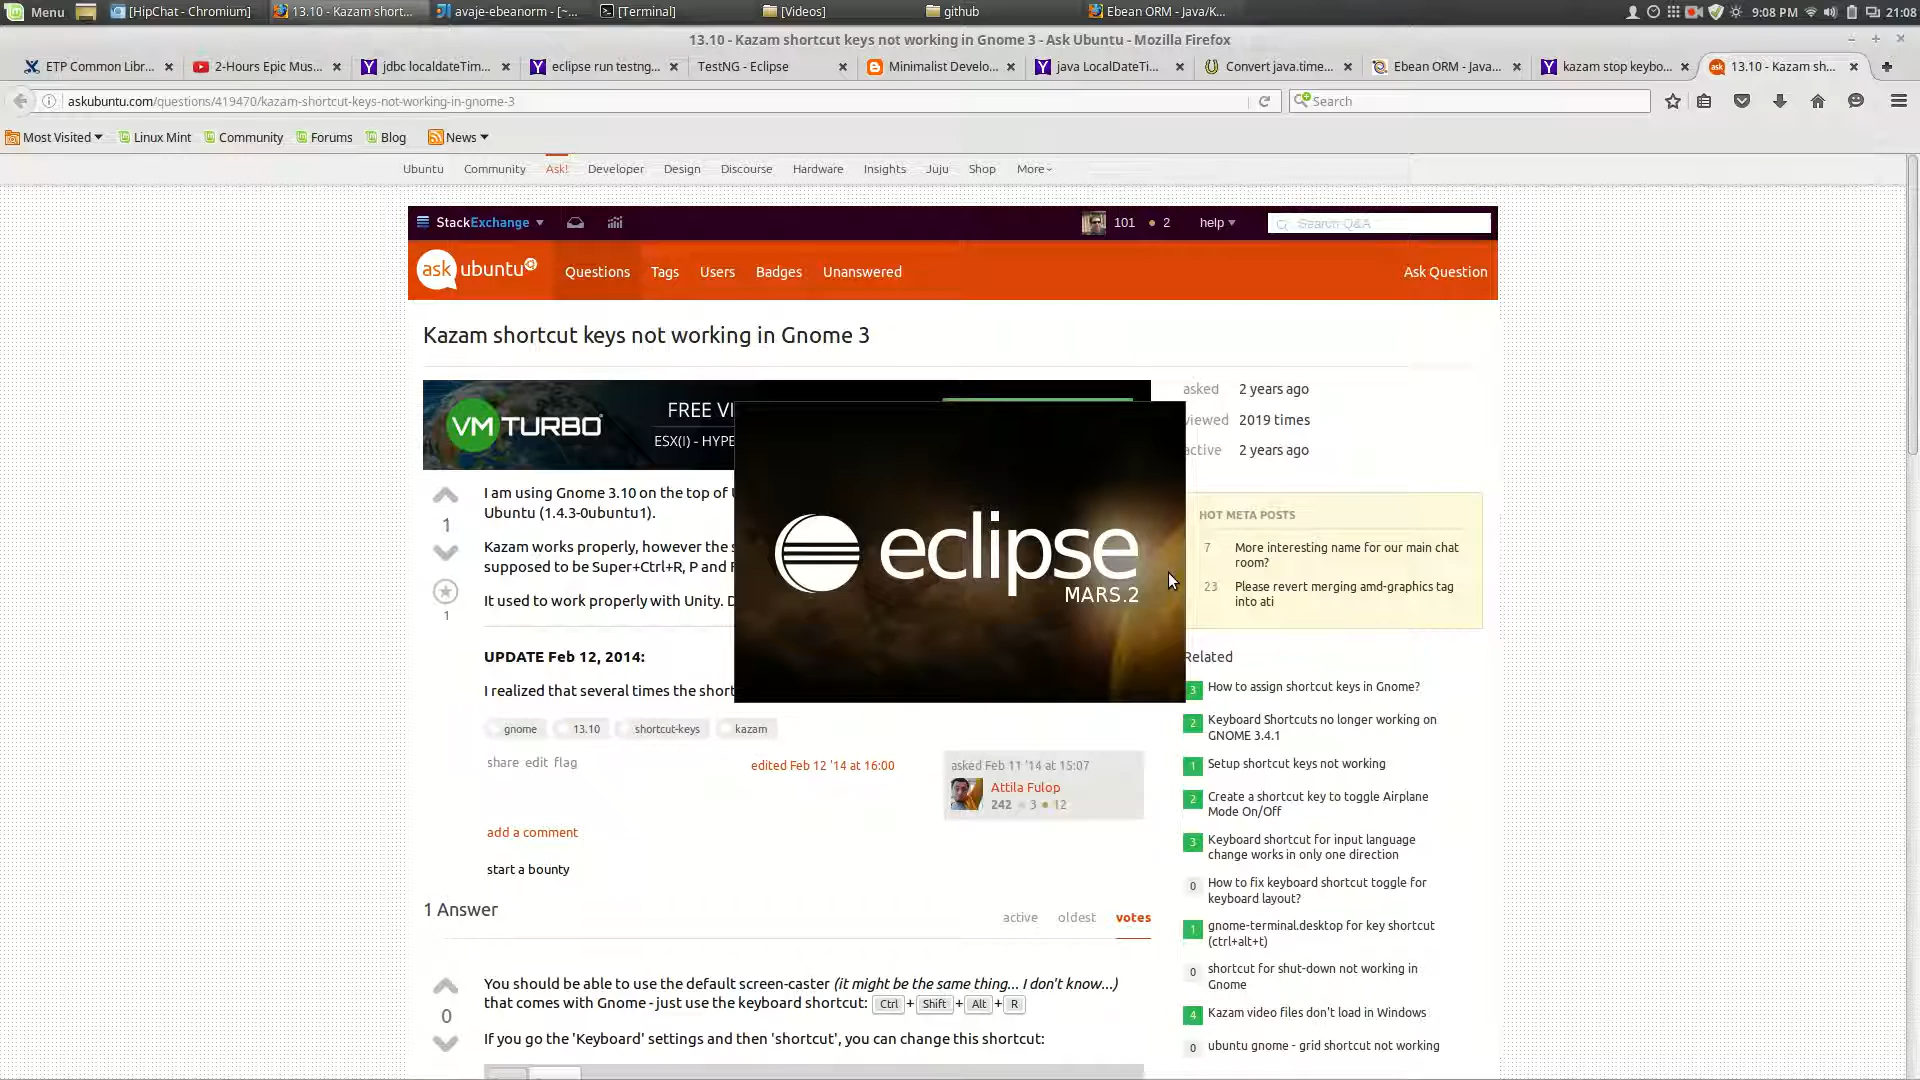 Menu [HipChat - Chromium] 13.10 - Kazam short... avaje-ebeanorm - [~... [Terminal] [Videos] github Ebean ORM - Java/K... 9:08 PM 21:08
13.10 - Kazam shortcut keys not working in Gnome 3 - Ask Ubuntu - Mozilla Firefox
ETP Common Libr... 2-Hours Epic Mus... jdbc localdateTim... eclipse run testng... TestNG - Eclipse Minimalist Develo... java LocalDateTi... Convert java.time... Ebean ORM - Java... kazam stop keybo... 13.10 - Kazam sh...
askubuntu.com/questions/419470/kazam-shortcut-keys-not-working-in-gnome-3 Search
Most Visited Linux Mint Community Forums Blog News
Ubuntu Community Ask! Developer Design Discourse Hardware Insights Juju Shop More
StackExchange 101 2 help Search Q&A
ask ubuntu Questions Tags Users Badges Unanswered Ask Question
Kazam shortcut keys not working in Gnome 3
VMTURBO FREE VI
ESX(I) - HYPE
asked 2 years ago
viewed 2019 times
active 2 years ago
1
I am using Gnome 3.10 on the top of
Ubuntu (1.4.3-0ubuntu1).
Kazam works properly, however the
supposed to be Super+Ctrl+R, P and
It used to work properly with Unity.
1
UPDATE Feb 12, 2014:
I realized that several times the short
eclipse
MARS.2
gnome 13.10 shortcut-keys kazam
share edit flag edited Feb 12 '14 at 16:00 asked Feb 11 '14 at 15:07
Attila Fulop
242 3 12
add a comment
start a bounty
HOT META POSTS
7 More interesting name for our main chat
room?
23 Please revert merging amd-graphics tag
into ati
Related
3 How to assign shortcut keys in Gnome?
2 Keyboard Shortcuts no longer working on
GNOME 3.4.1
1 Setup shortcut keys not working
2 Create a shortcut key to toggle Airplane
Mode On/Off
3 Keyboard shortcut for input language
change works in only one direction
0 How to fix keyboard shortcut toggle for
keyboard layout?
1 gnome-terminal.desktop for key shortcut
(ctrl+alt+t)
0 shortcut for shut-down not working in
Gnome
4 Kazam video files don't load in Windows
0 ubuntu gnome - grid shortcut not working
1 Answer active oldest votes
0
You should be able to use the default screen-caster (it might be the same thing... I don't know...)
that comes with Gnome - just use the keyboard shortcut: Ctrl + Shift + Alt + R
If you go the 'Keyboard' settings and then 'shortcut', you can change this shortcut: